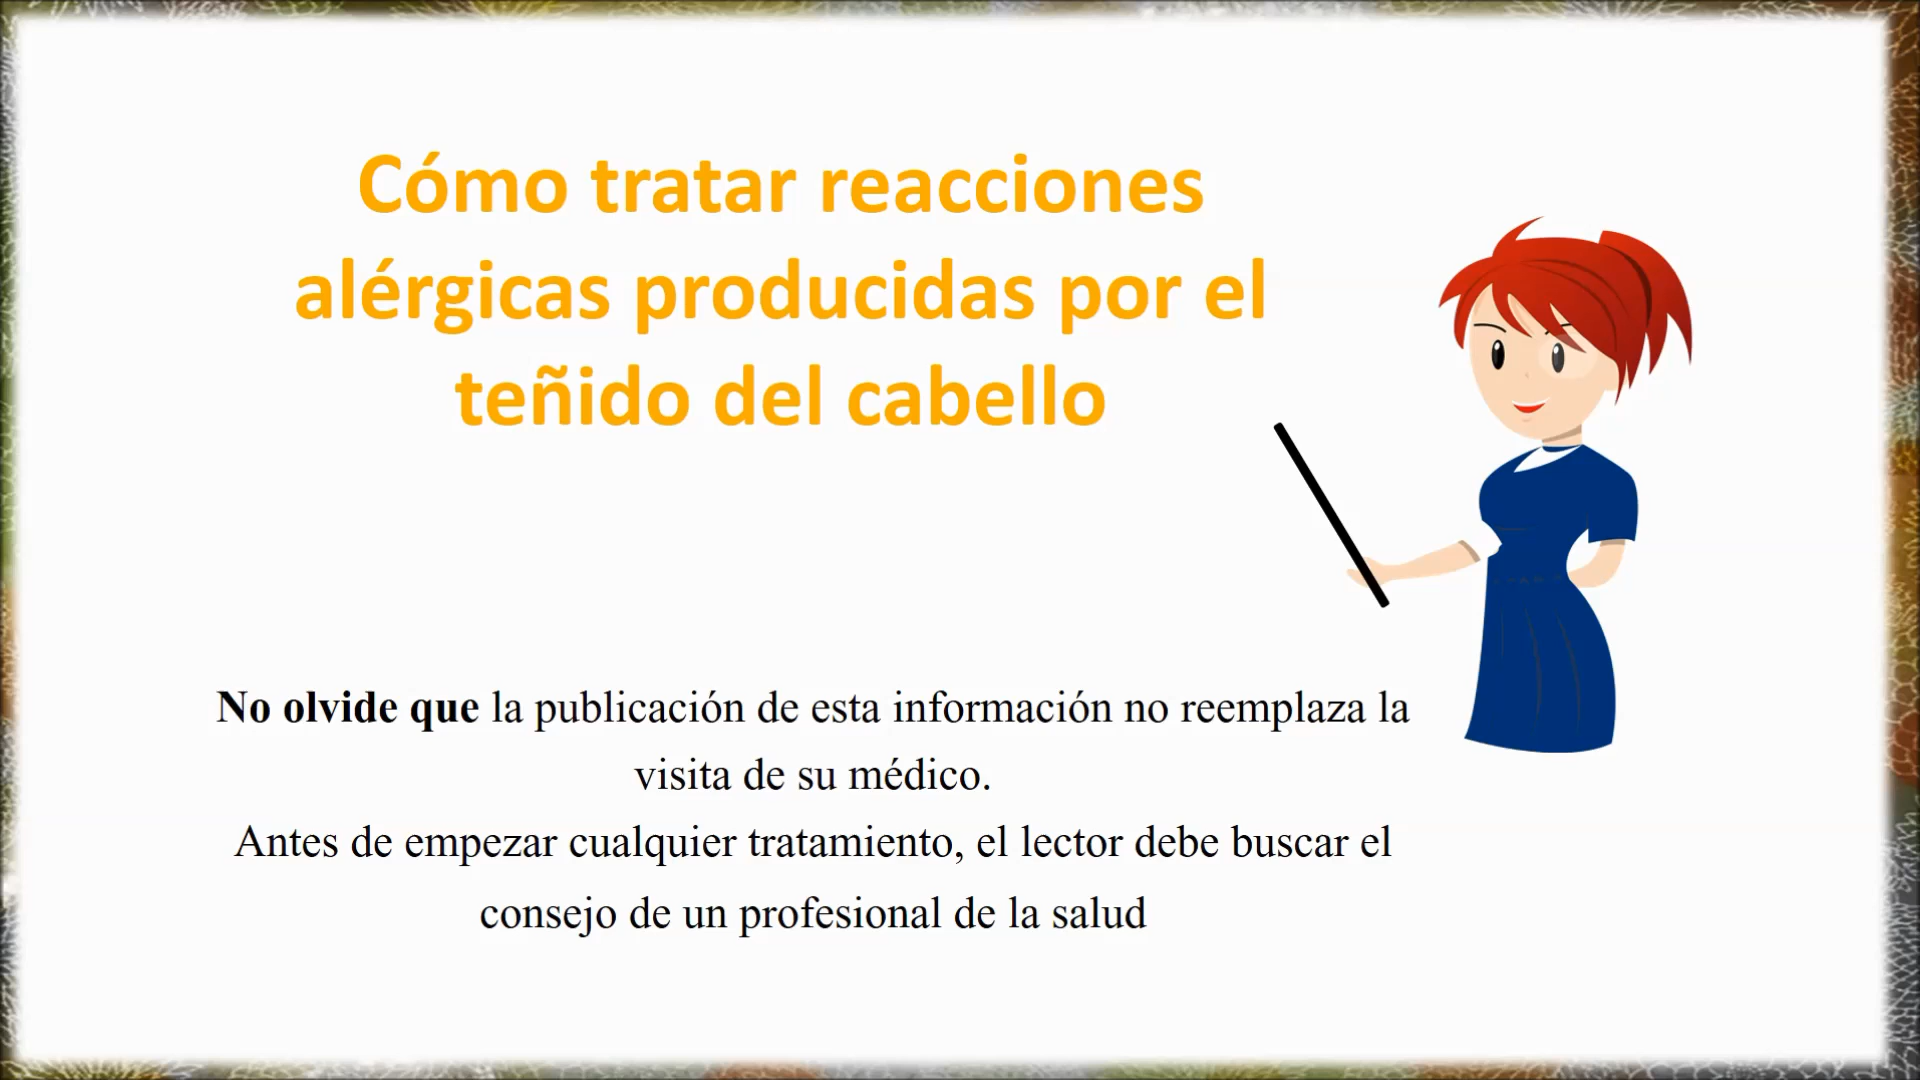 Cómo tratar reacciones
alérgicas producidas por el
teñido del cabello
No olvide que la publicación de esta información no reemplaza la
visita de su médico.
Antes de empezar cualquier tratamiento, el lector debe buscar el
consejo de un profesional de la salud